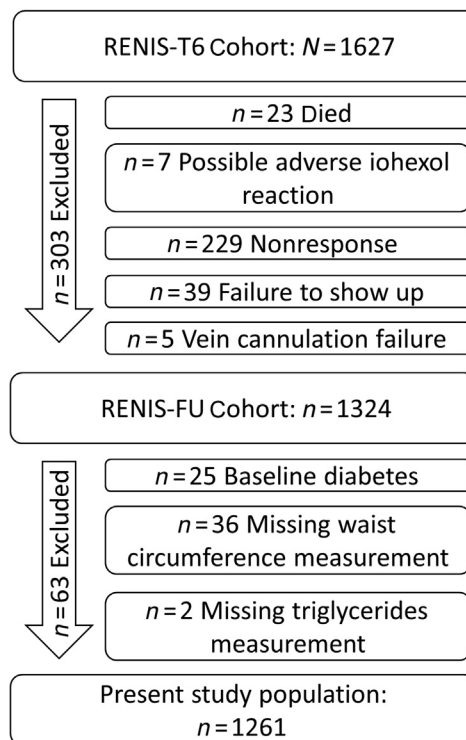 RENIS-T6 Cohort: N=1627
n=303 Excluded
n=23 Died
n=7 Possible adverse iohexol
reaction
n=229 Nonresponse
n=39 Failure to show up
n=5 Vein cannulation failure
RENIS-FU Cohort: n=1324
n=63 Excluded
n=25 Baseline diabetes
n=36 Missing waist
circumference measurement
n=2 Missing triglycerides
measurement
Present study population:
n=1261